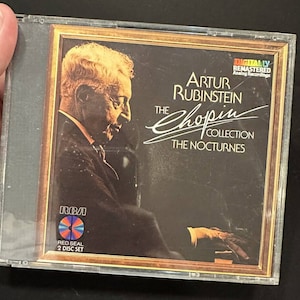 DIGITALLY
REMASTERED
ARTUR
RUBINSTEIN
THE
Chopin
COLLECTION
THE NOCTURNES
RCA
RED SEAL
2 DISC SET